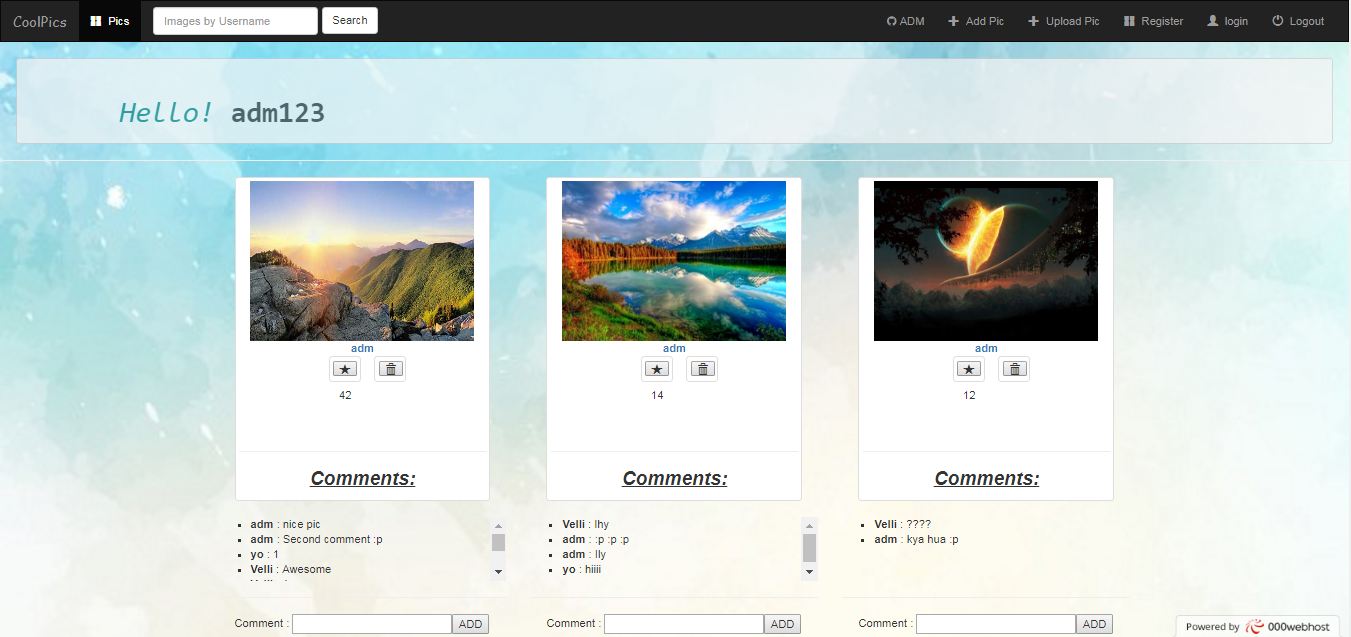 CoolPics Pics Images by Username Search ADM Add Pic Upload Pic Register login Logout
Hello! adm123
adm
42
Comments:
adm : nice pic
adm : Second comment :p
yo : 1
Velli : Awesome
Comment : ADD
adm
14
Comments:
Velli : lhy
adm : :p :p :p
adm : lly
yo : hiiii
Comment : ADD
adm
12
Comments:
Velli : ????
adm : kya hua :p
Comment : ADD
Powered by 000webhost